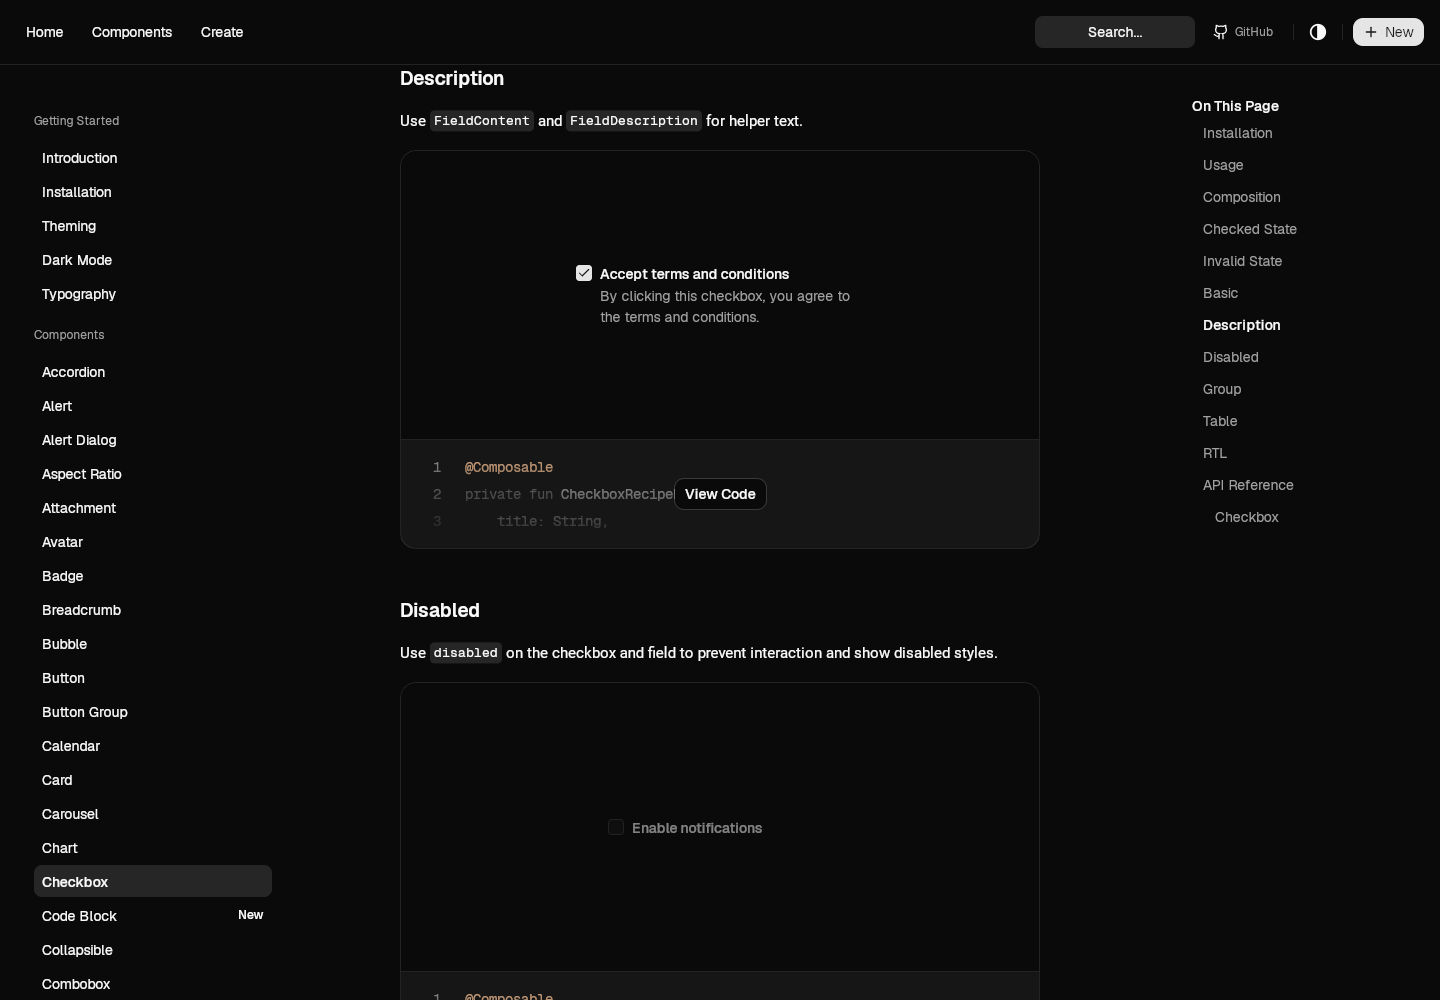 Home
Components
Create
Search...
GitHub
New
Getting Started
Introduction
Installation
Theming
Dark Mode
Typography
Components
Accordion
Alert
Alert Dialog
Aspect Ratio
Attachment
Avatar
Badge
Breadcrumb
Bubble
Button
Button Group
Calendar
Card
Carousel
Chart
Checkbox
Code Block New
Collapsible
Combobox
Description
Use FieldContent and FieldDescription for helper text.
Accept terms and conditions
By clicking this checkbox, you agree to
the terms and conditions.
1 @Composable
2 private fun CheckboxRecipe
View Code
3 title: String,
Disabled
Use disabled on the checkbox and field to prevent interaction and show disabled styles.
Enable notifications
1 @Composable
On This Page
Installation
Usage
Composition
Checked State
Invalid State
Basic
Description
Disabled
Group
Table
RTL
API Reference
Checkbox